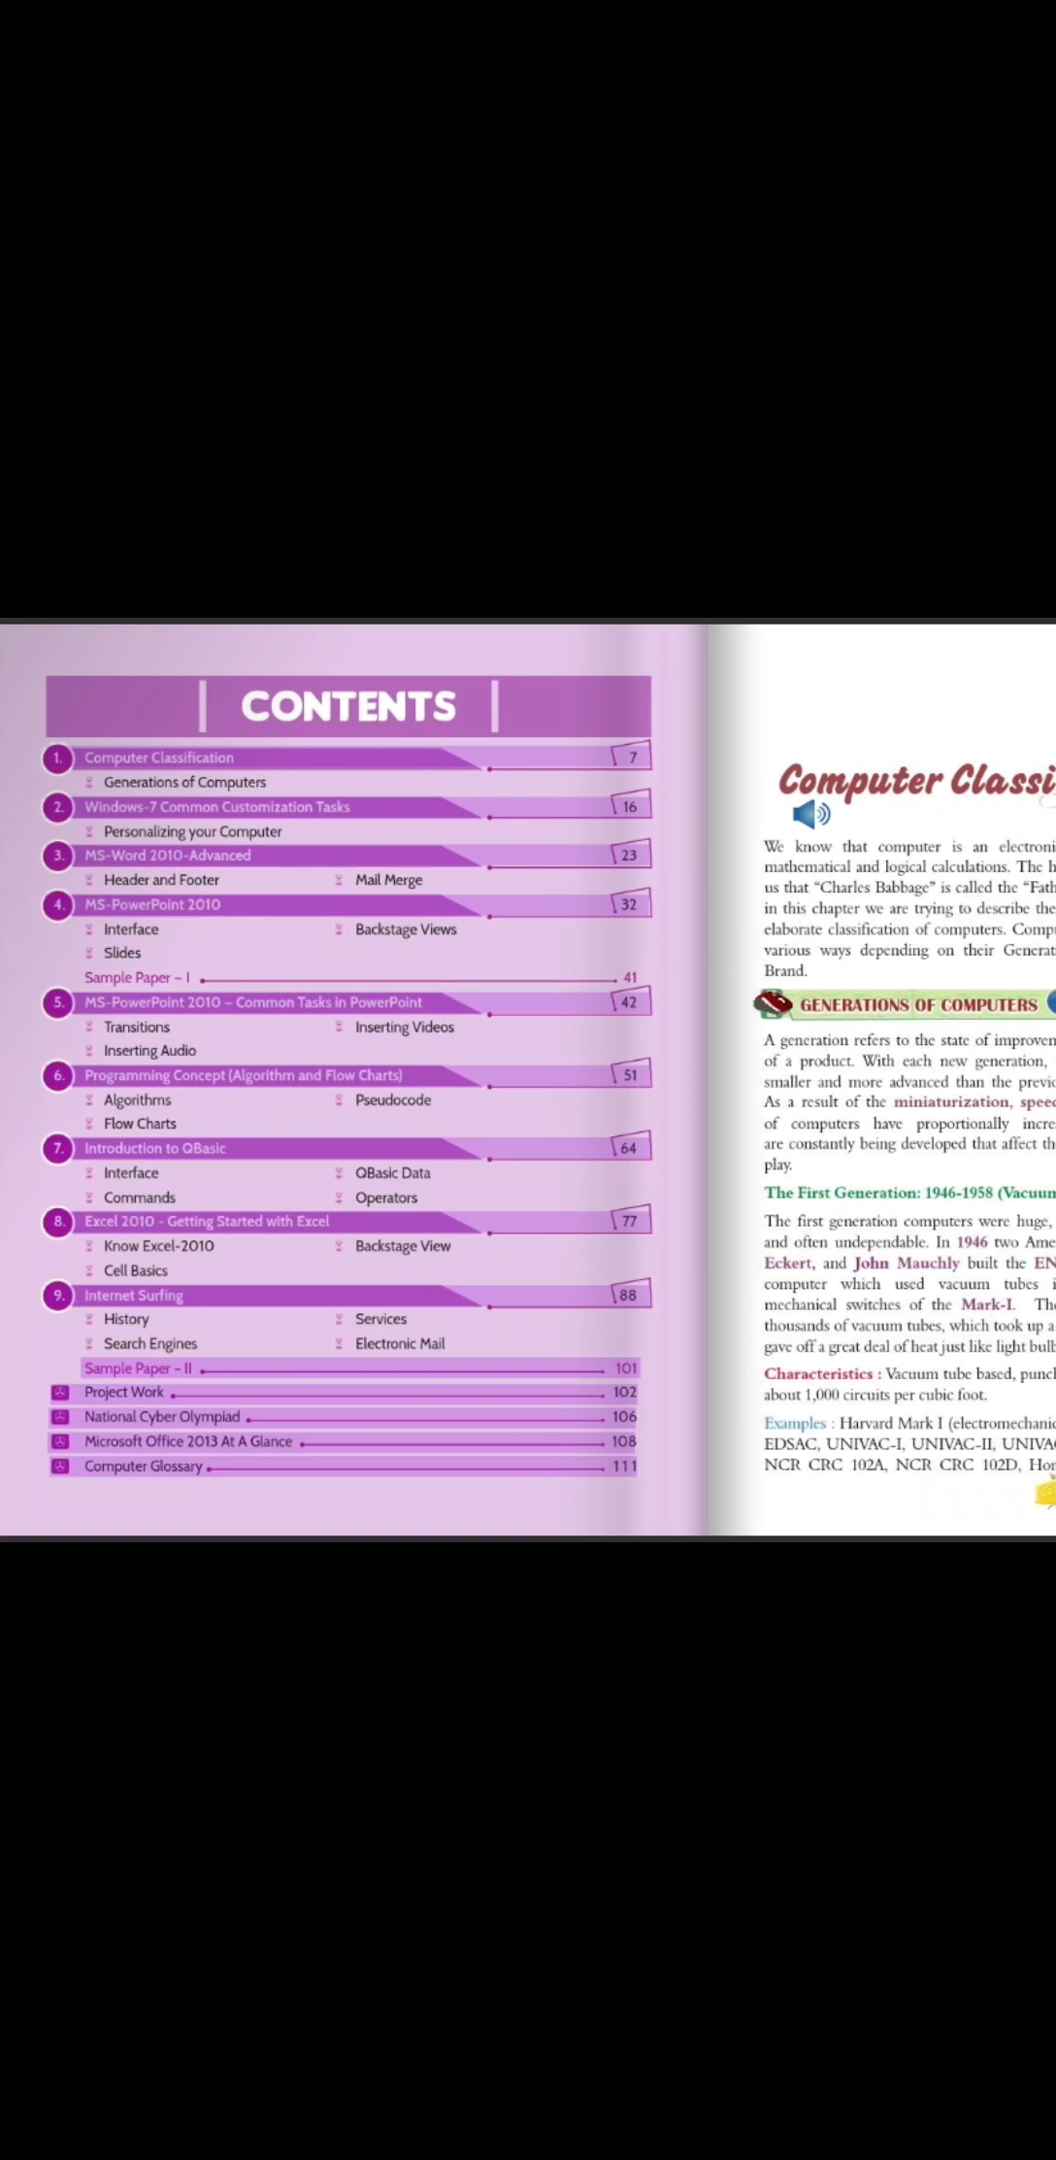 CONTENTS
1. Computer Classification 7
Generations of Computers
2. Windows-7 Common Customization Tasks 16
Personalizing your Computer
3. MS-Word 2010-Advanced 23
Header and Footer Mail Merge
4. MS-PowerPoint 2010 32
Interface Backstage Views
Slides
Sample Paper – I 41
5. MS-PowerPoint 2010 – Common Tasks in PowerPoint 42
Transitions Inserting Videos
Inserting Audio
6. Programming Concept (Algorithm and Flow Charts) 51
Algorithms Pseudocode
Flow Charts
7. Introduction to QBasic 64
Interface QBasic Data
Commands Operators
8. Excel 2010 - Getting Started with Excel 77
Know Excel-2010 Backstage View
Cell Basics
9. Internet Surfing 88
History Services
Search Engines Electronic Mail
Sample Paper – II 101
Project Work 102
National Cyber Olympiad 106
Microsoft Office 2013 At A Glance 108
Computer Glossary 111
Computer Classi
We know that computer is an electroni
mathematical and logical calculations. The h
us that “Charles Babbage” is called the “Fath
in this chapter we are trying to describe the
elaborate classification of computers. Compu
various ways depending on their Generat
Brand.
GENERATIONS OF COMPUTERS
A generation refers to the state of improvem
of a product. With each new generation,
smaller and more advanced than the previo
As a result of the miniaturization, speed
of computers have proportionally incre
are constantly being developed that affect th
play.
The First Generation: 1946-1958 (Vacuum
The first generation computers were huge,
and often undependable. In 1946 two Ame
Eckert, and John Mauchly built the EN
computer which used vacuum tubes i
mechanical switches of the Mark-I. The
thousands of vacuum tubes, which took up a
gave off a great deal of heat just like light bulb
Characteristics : Vacuum tube based, punch
about 1,000 circuits per cubic foot.
Examples : Harvard Mark I (electromechanic
EDSAC, UNIVAC-I, UNIVAC-II, UNIVAC
NCR CRC 102A, NCR CRC 102D, Hon